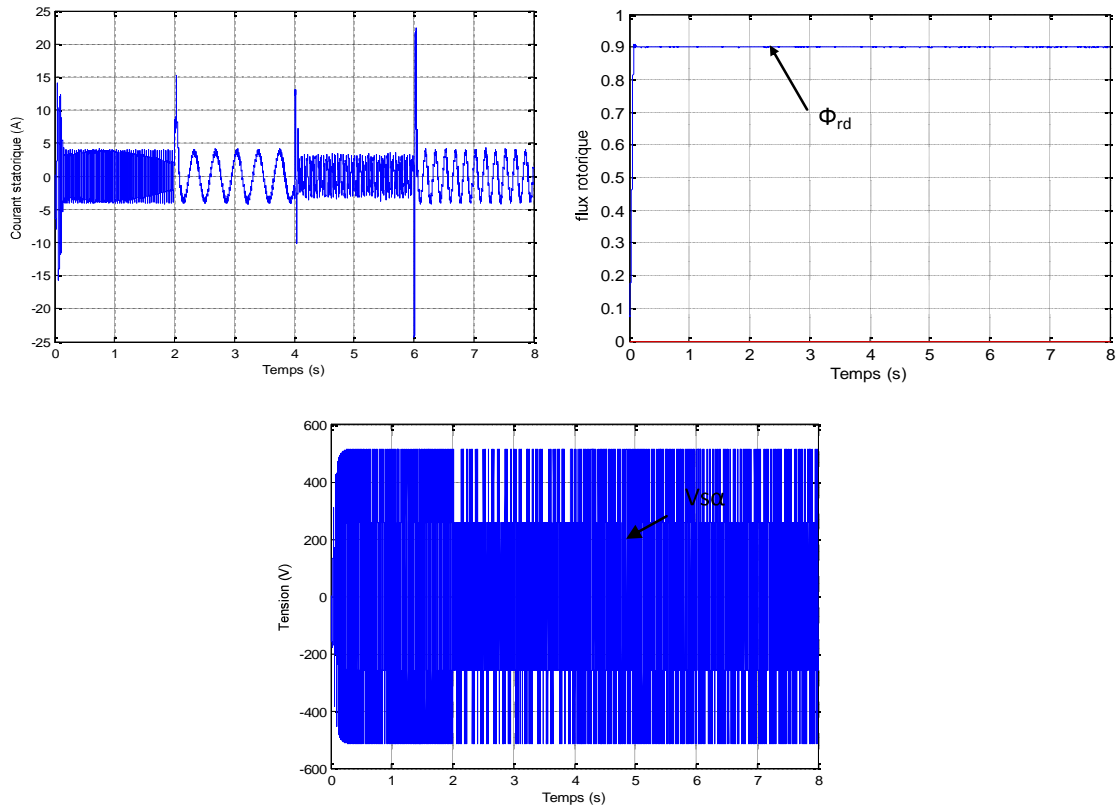 25
20
15
10
5
0
-5
-10
-15
-20
-25
Courant statorique (A)
0 1 2 3 4 5 6 7 8
Temps (s)
1
0.9
0.8
0.7
0.6
0.5
0.4
0.3
0.2
0.1
0
flux rotorique
Φrd
0 1 2 3 4 5 6 7 8
Temps (s)
600
400
200
0
-200
-400
-600
Tension (V)
Vsα
0 1 2 3 4 5 6 7 8
Temps (s)